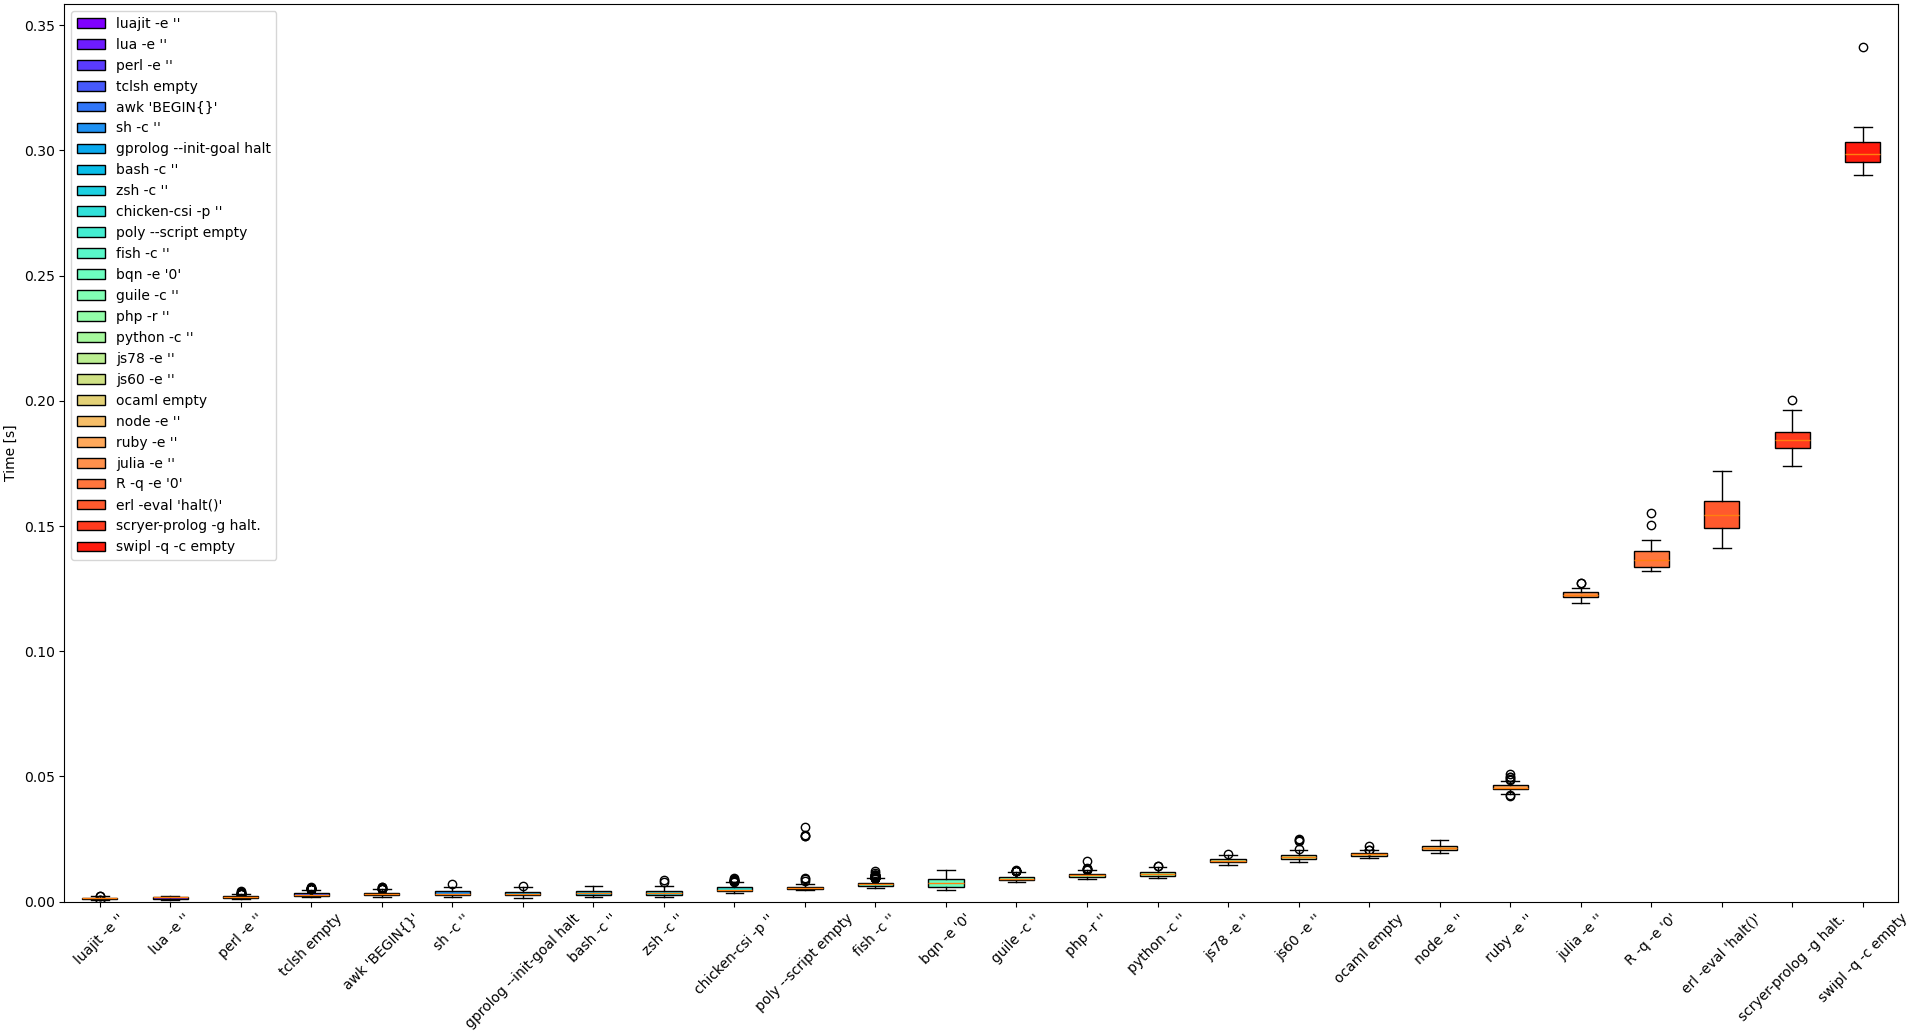 0.35
0.30
0.25
0.20
0.15
0.10
0.05
0.00
Time [s]
luajit -e ''
lua -e ''
perl -e ''
tclsh empty
awk 'BEGIN{}'
sh -c ''
gprolog --init-goal halt
bash -c ''
zsh -c ''
chicken-csi -p ''
poly --script empty
fish -c ''
bqn -e '0'
guile -c ''
php -r ''
python -c ''
js78 -e ''
js60 -e ''
ocaml empty
node -e ''
ruby -e ''
julia -e ''
R -q -e '0'
erl -eval 'halt()'
scryer-prolog -g halt.
swipl -q -c empty
luajit -e ''
lua -e ''
perl -e ''
tclsh empty
awk 'BEGIN{}'
sh -c ''
gprolog --init-goal halt
bash -c ''
zsh -c ''
chicken-csi -p ''
poly --script empty
fish -c ''
bqn -e '0'
guile -c ''
php -r ''
python -c ''
js78 -e ''
js60 -e ''
ocaml empty
node -e ''
ruby -e ''
julia -e ''
R -q -e '0'
erl -eval 'halt()'
scryer-prolog -g halt.
swipl -q -c empty